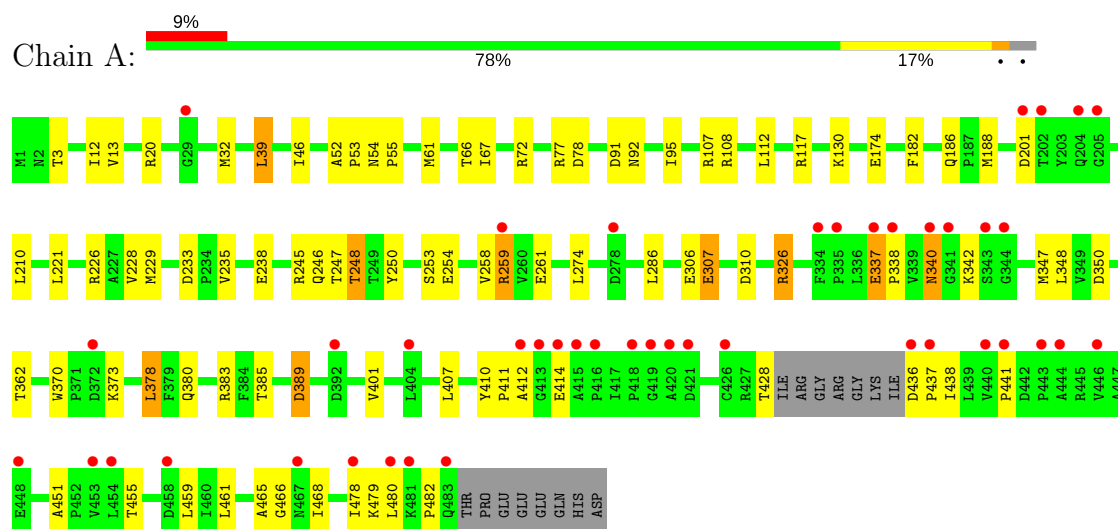 9%
Chain A:
78% 17% • •
M1 N2 T3 I12 V13 R20 G29 M32 L39 I46 A52 P53 N54 P55 M61 T66 I67 R72 R77 D78 D91 N92 I95 R107 R108 L112 R117 K130 E174 F182 Q186 P187 M188 D201 T202 Y203 Q204 G205
L210 L221 R226 A227 V228 M229 D233 P234 V235 E238 R245 Q246 T247 T248 T249 Y250 S253 E254 V258 R259 V260 E261 L274 D278 L286 E306 E307 D310 R326 F334 P335 L336 E337 P338 V339 N340 G341 K342 S343 G344 M347 L348 V349 D350
T362 W370 P371 D372 K373 L378 F379 Q380 R383 F384 T385 D389 D392 V401 L404 L407 Y410 P411 A412 G413 E414 A415 P416 I417 P418 G419 A420 D421 C426 R427 T428 ILE ARG GLY ARG GLY LYS ILE D436 P437 I438 L439 V440 P441 D442 P443 A444 R445 V446 A447
E448 A451 P452 V453 L454 T455 D458 L459 I460 L461 A465 G466 N467 I468 I478 K479 L480 K481 P482 Q483 THR PRO GLU GLU GLU GLN HIS ASP